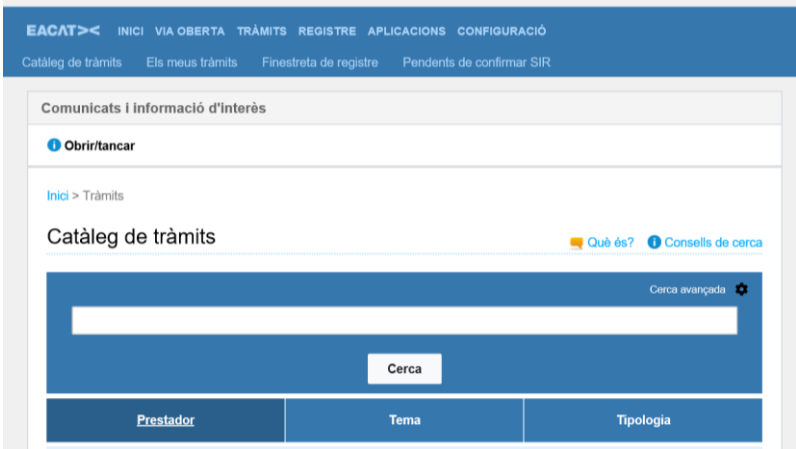 EACAT INICI VIA OBERTA TRÀMITS REGISTRE APLICACIONS CONFIGURACIÓ
Catàleg de tràmits Els meus tràmits Finestreta de registre Pendents de confirmar SIR
Comunicats i informació d'interès
Obrir/tancar
Inici > Tràmits
Catàleg de tràmits Què és? Consells de cerca
Cerca avançada
Cerca
Prestador Tema Tipologia